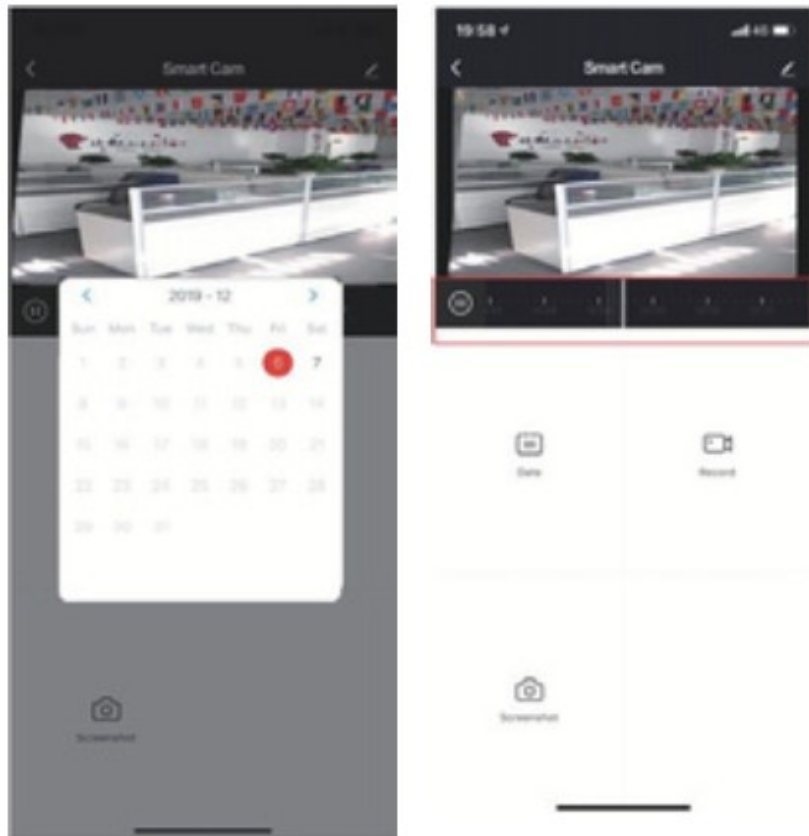 Smart Cam
2019 - 12
Sun Mon Tue Wed Thu Fri Sat
1 2 3 4 5 6 7
8 9 10 11 12 13 14
15 16 17 18 19 20 21
22 23 24 25 26 27 28
29 30 31
Screenshot
19:58
4G
Smart Cam
Date
Record
Screenshot